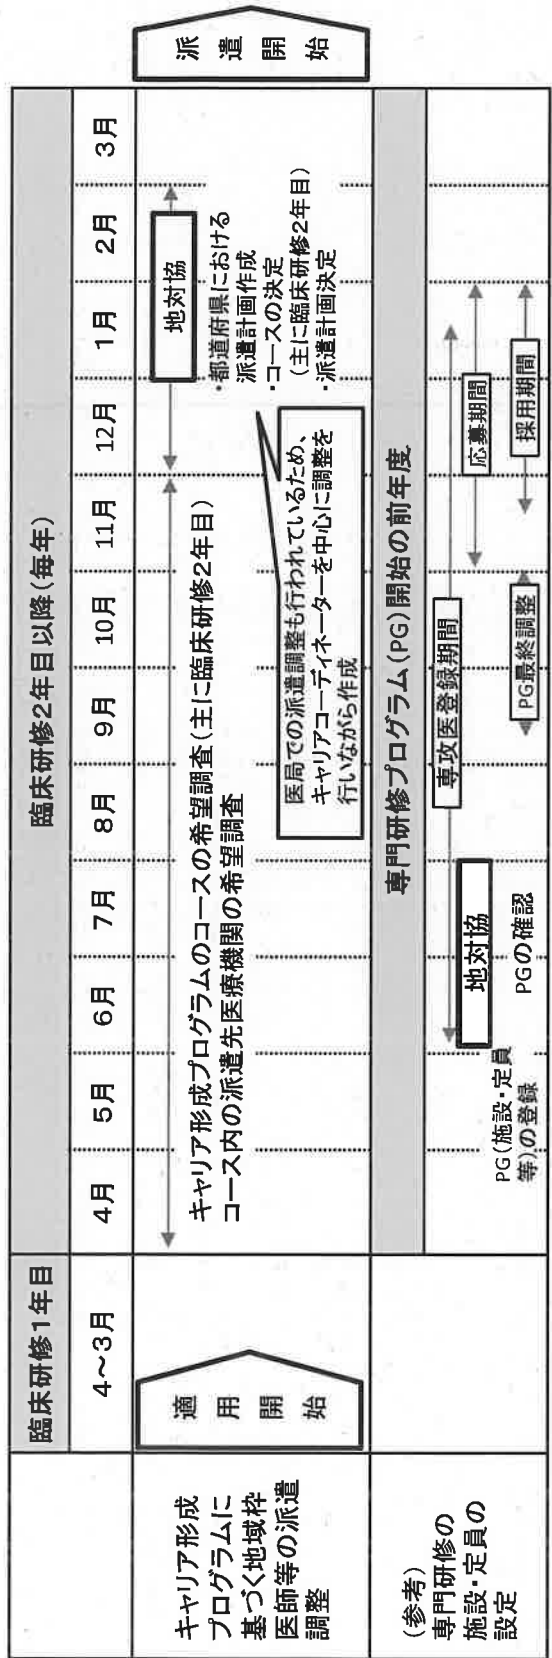 臨床研修1年目
臨床研修2年目以降(毎年)
4～3月
4月
5月
6月
7月
8月
9月
10月
11月
12月
1月
2月
3月
キャリア形成
プログラムに
基づく地域枠
医師等の派遣
調整
適用開始
キャリア形成プログラムのコースの希望調査(主に臨床研修2年目)
コース内の派遣先医療機関の希望調査
医局での派遣調整も行われているため、
キャリアコーディネーターを中心に調整を
行いながら作成
地対協
・都道府県における
派遣計画作成
・コースの決定
(主に臨床研修2年目)
・派遣計画決定
派遣開始
(参考)
専門研修の
施設・定員の
設定
専門研修プログラム(PG)開始の前年度
PG(施設・定員
等)の登録
地対協
PGの確認
専攻医登録期間
PG最終調整
応募期間
採用期間